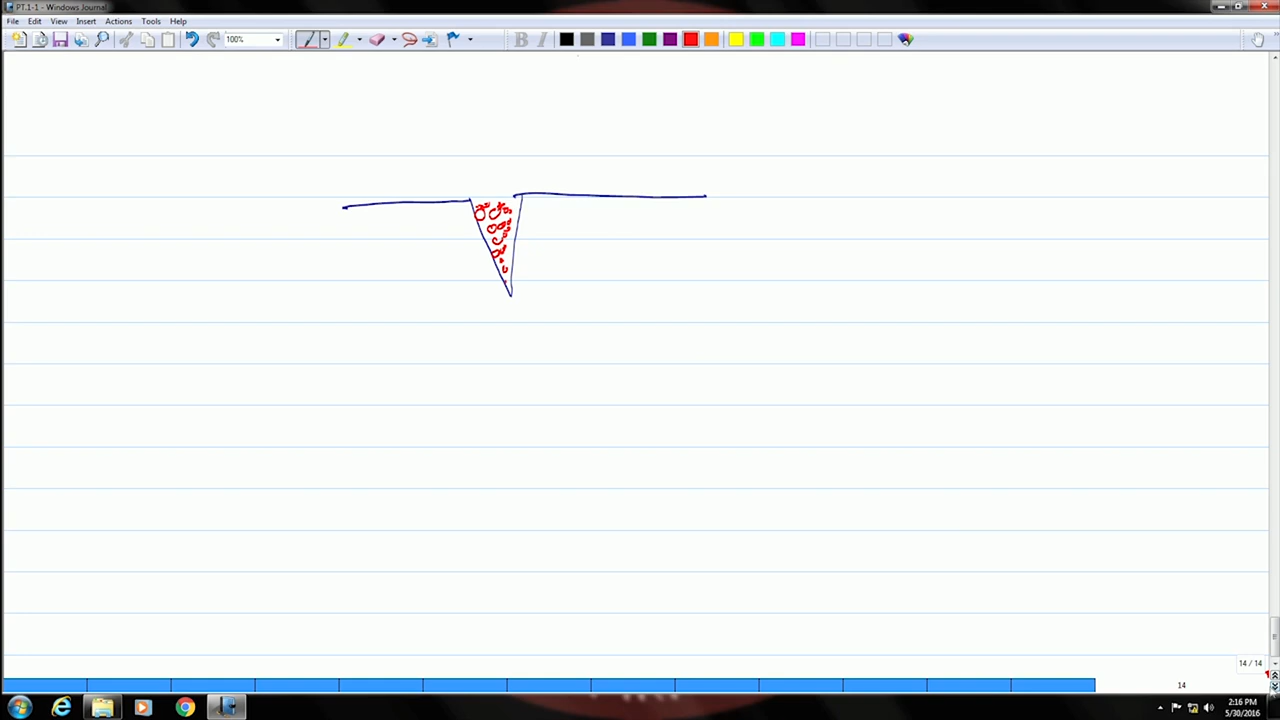 PT.1-1 - Windows Journal
File Edit View Insert Actions Tools Help
100%
B I
14 / 14
14
2:16 PM
5/30/2016